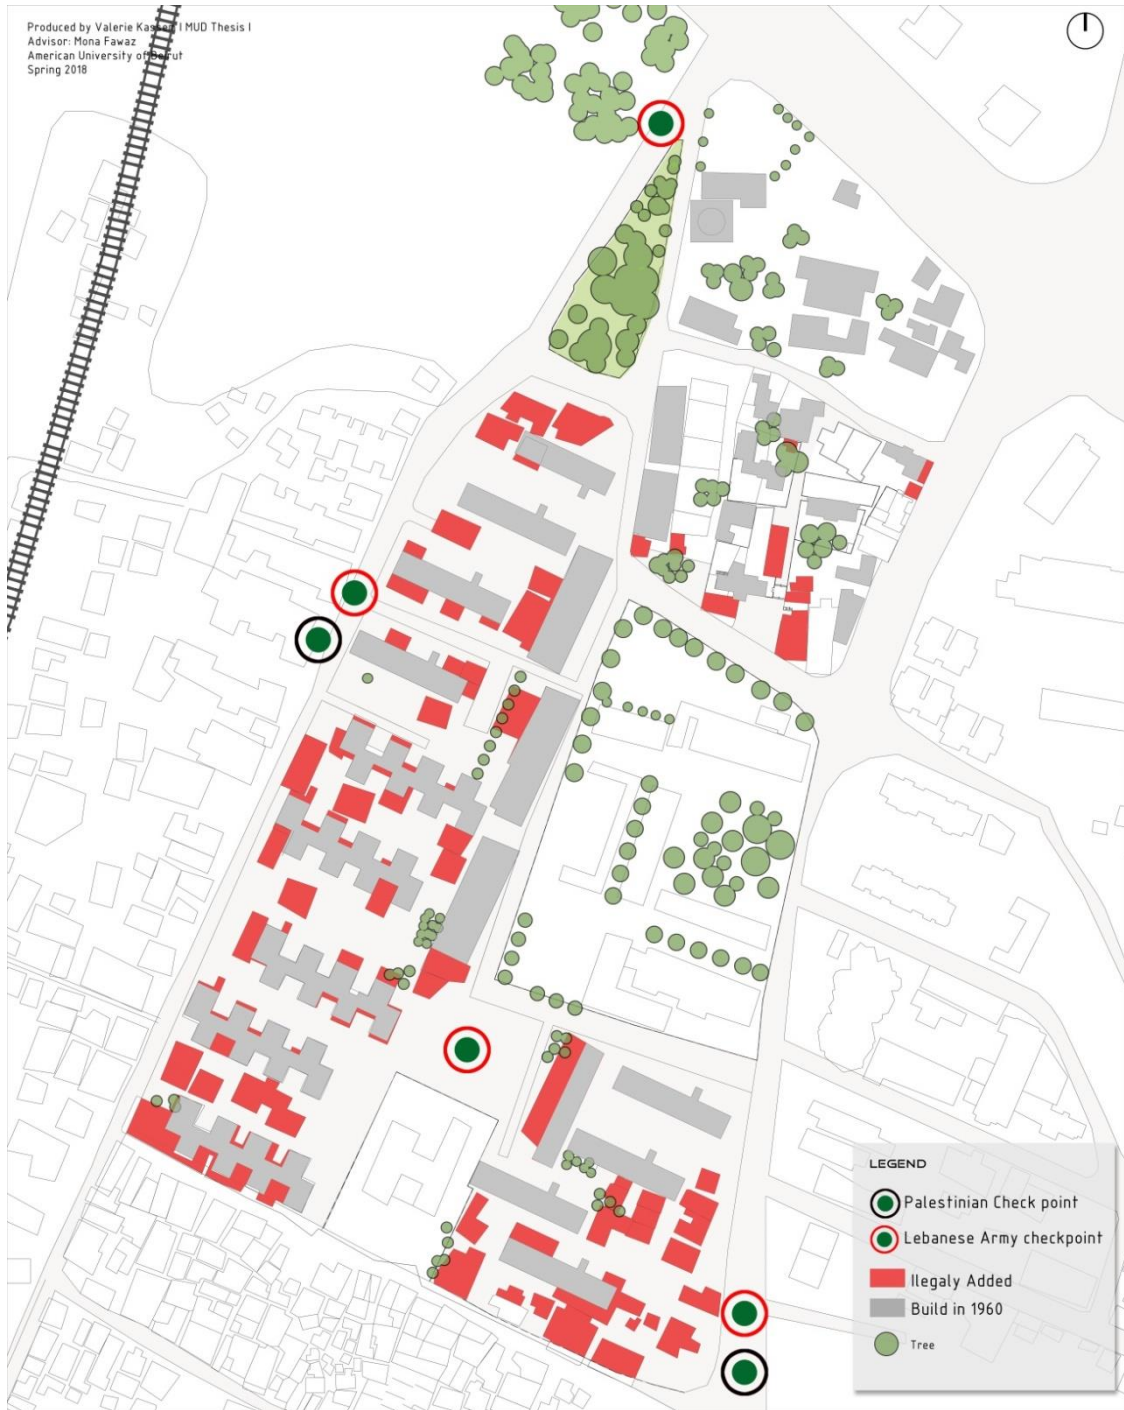 Produced by Valerie Kassem | MUD Thesis |
Advisor: Mona Fawaz
American University of Beirut
Spring 2018
LEGEND
Palestinian Check point
Lebanese Army checkpoint
Ilegaly Added
Build in 1960
Tree